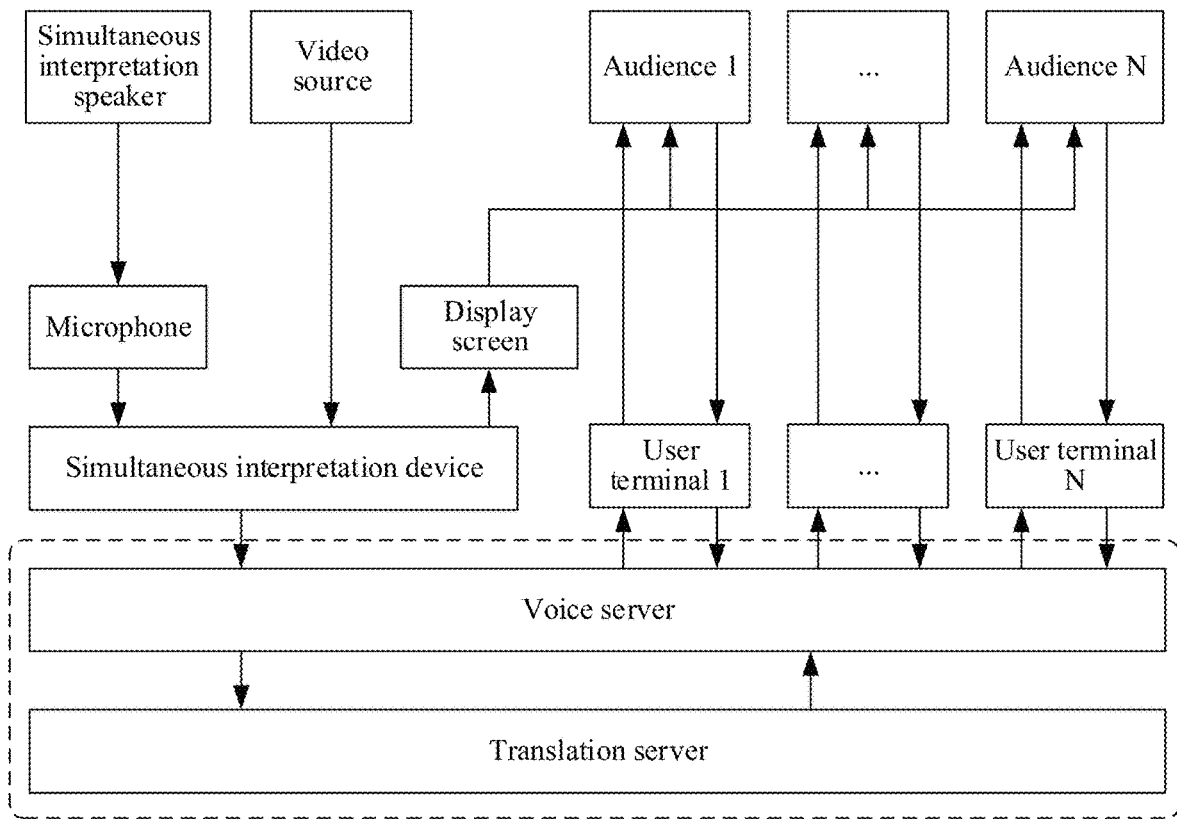 Simultaneous
interpretation
speaker
Video
source
Audience 1
...
Audience N
Microphone
Display
screen
Simultaneous interpretation device
User
terminal 1
...
User terminal
N
Voice server
Translation server